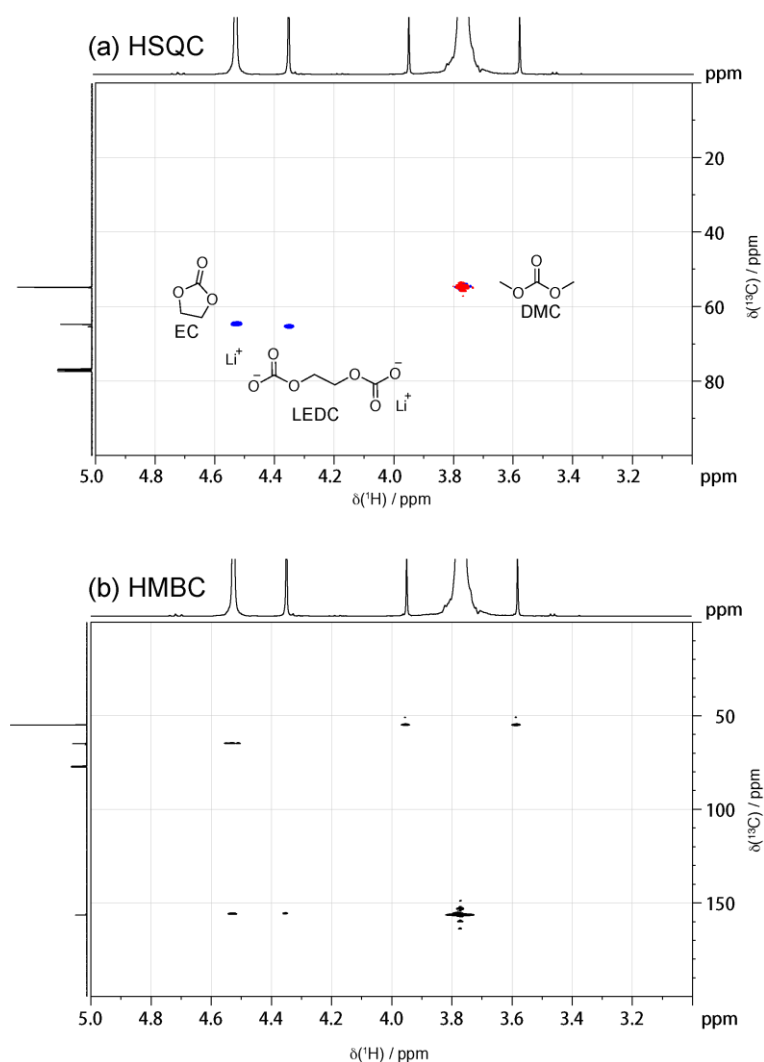 (a) HSQC
ppm
20
40
60
80
δ(¹³C) / ppm
O
O
O
EC
O
O
O
DMC
Li⁺
O
⁻O
O
O
O⁻
O
Li⁺
LEDC
5.0 4.8 4.6 4.4 4.2 4.0 3.8 3.6 3.4 3.2 ppm
δ(¹H) / ppm
(b) HMBC
ppm
50
100
150
δ(¹³C) / ppm
5.0 4.8 4.6 4.4 4.2 4.0 3.8 3.6 3.4 3.2 ppm
δ(¹H) / ppm